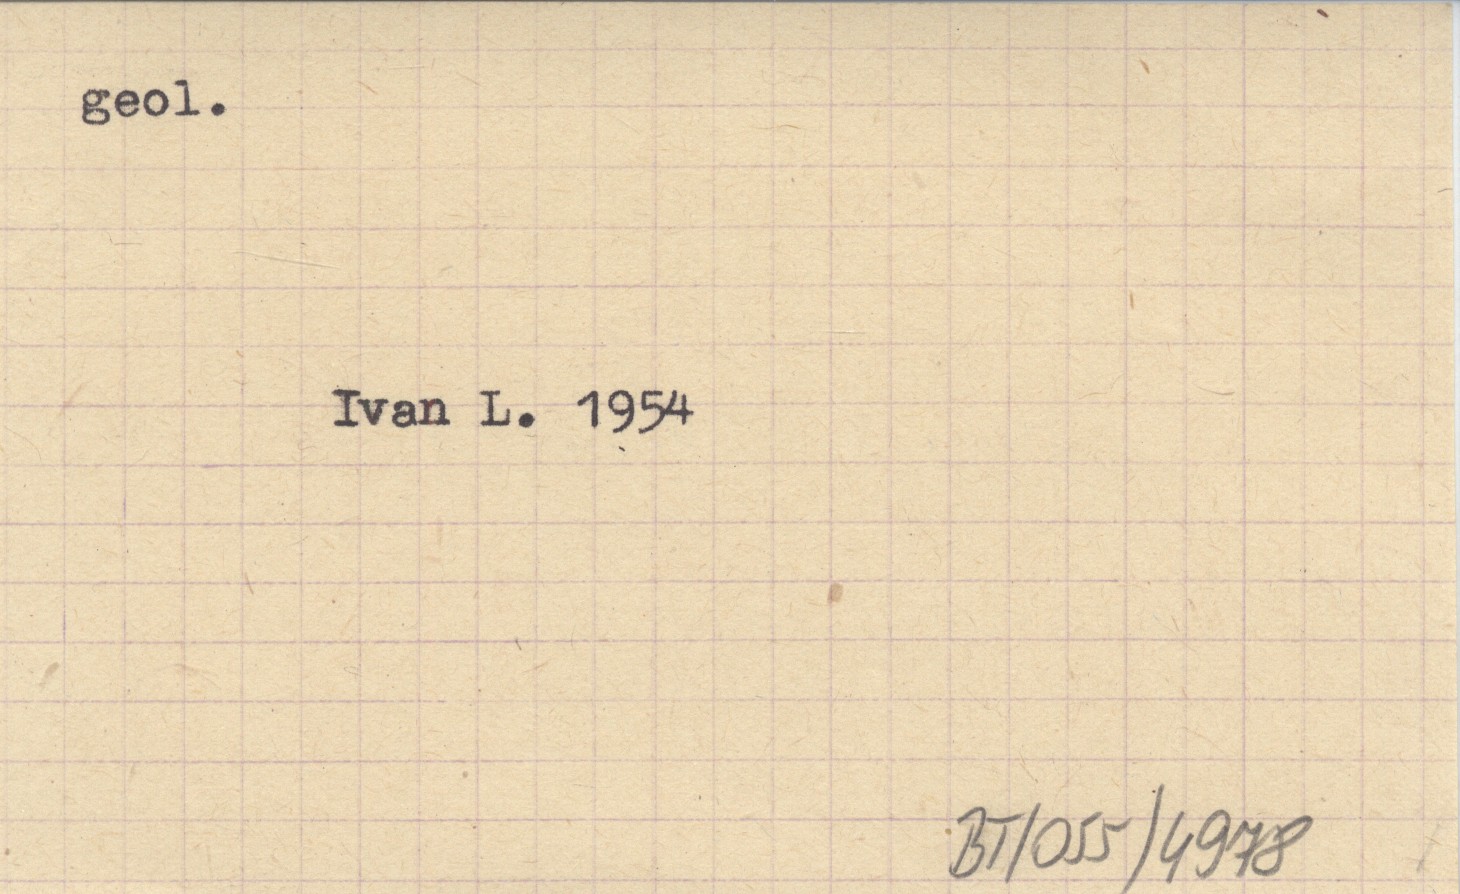 geol.
Ivan L. 1954
BT/055/4978